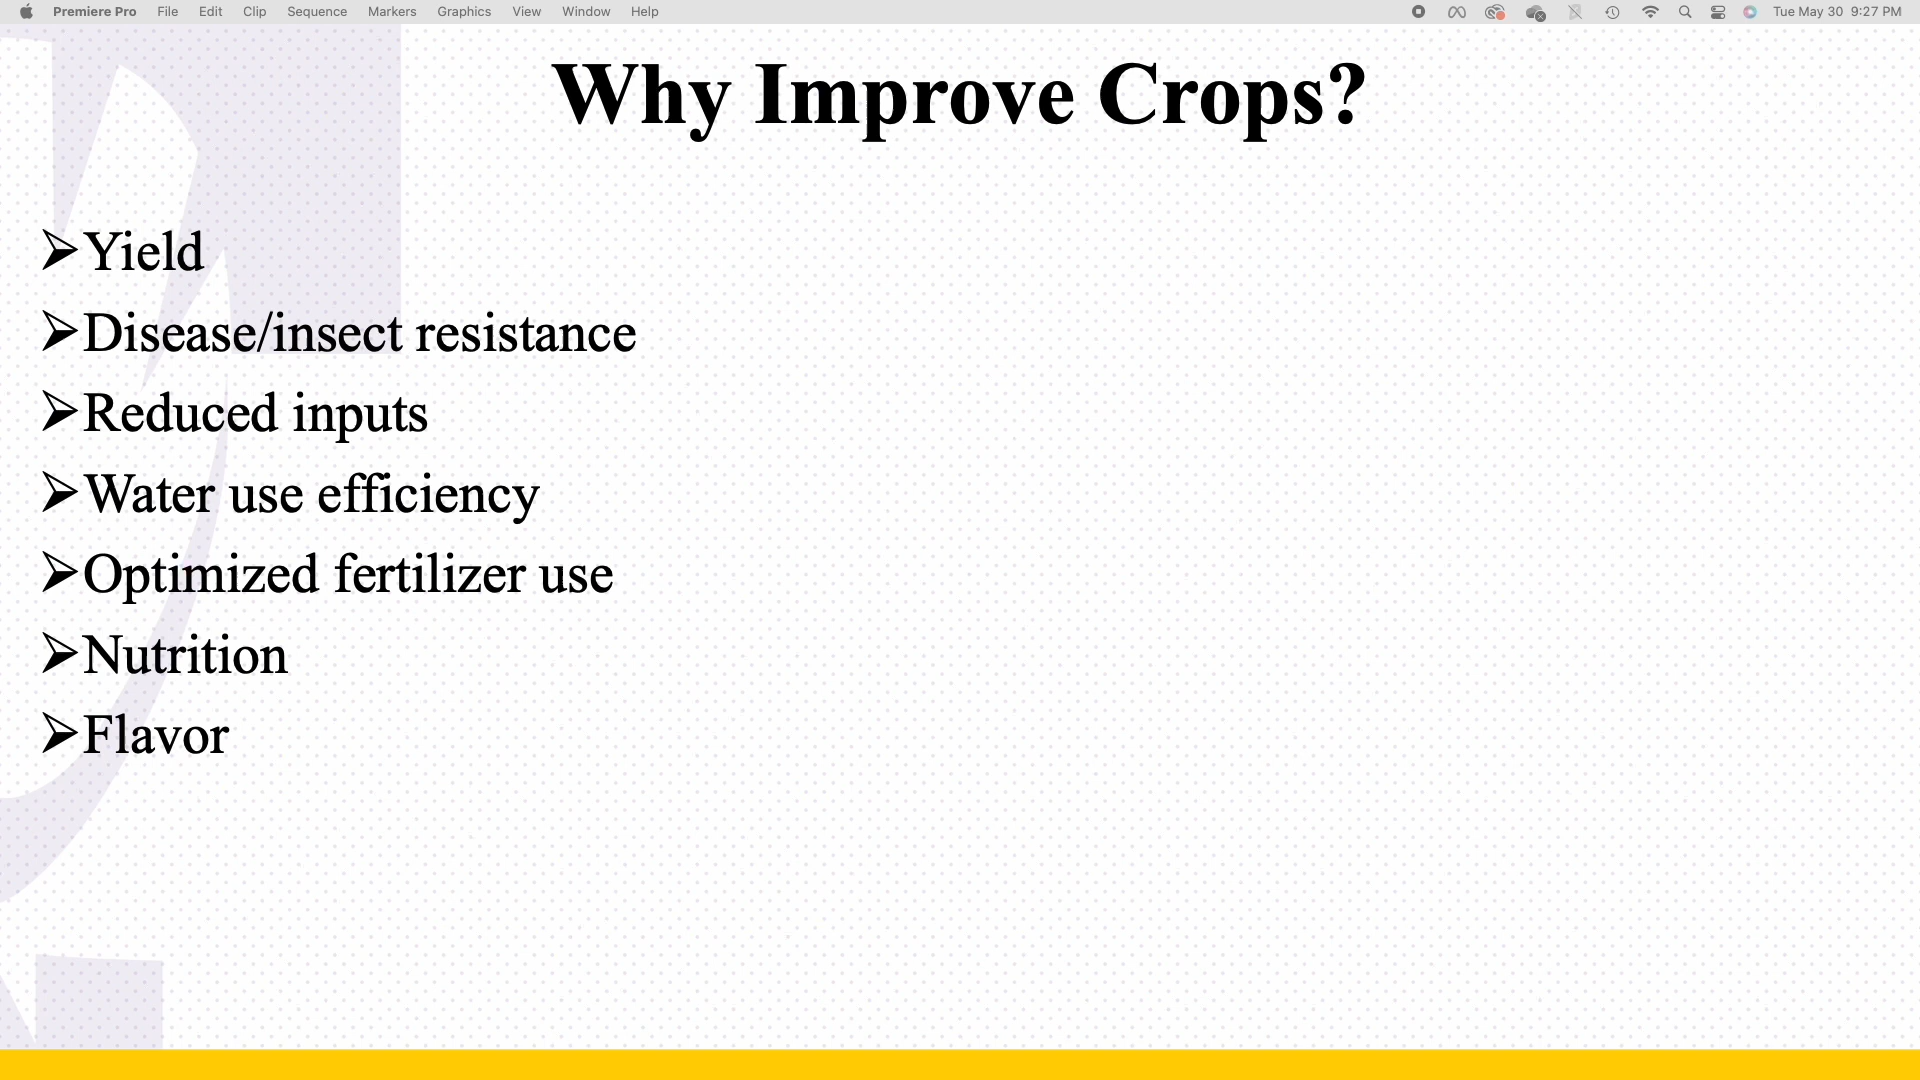 Premiere Pro File Edit Clip Sequence Markers Graphics View Window Help Tue May 30 9:27 PM
Why Improve Crops?
➢Yield
➢Disease/insect resistance
➢Reduced inputs
➢Water use efficiency
➢Optimized fertilizer use
➢Nutrition
➢Flavor